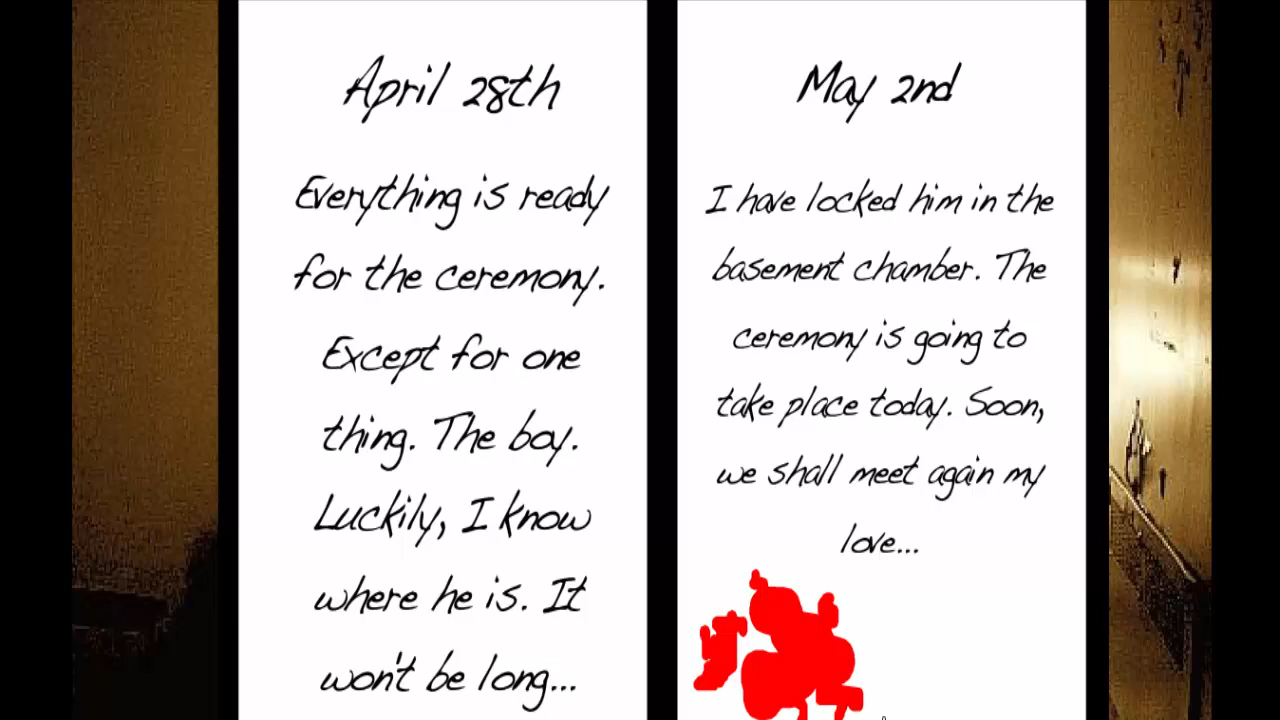 April 28th
Everything is ready
for the ceremony.
Except for one
thing. The boy.
Luckily, I know
where he is. It
won't be long...
May 2nd
I have locked him in the
basement chamber. The
ceremony is going to
take place today. Soon,
we shall meet again my
love...